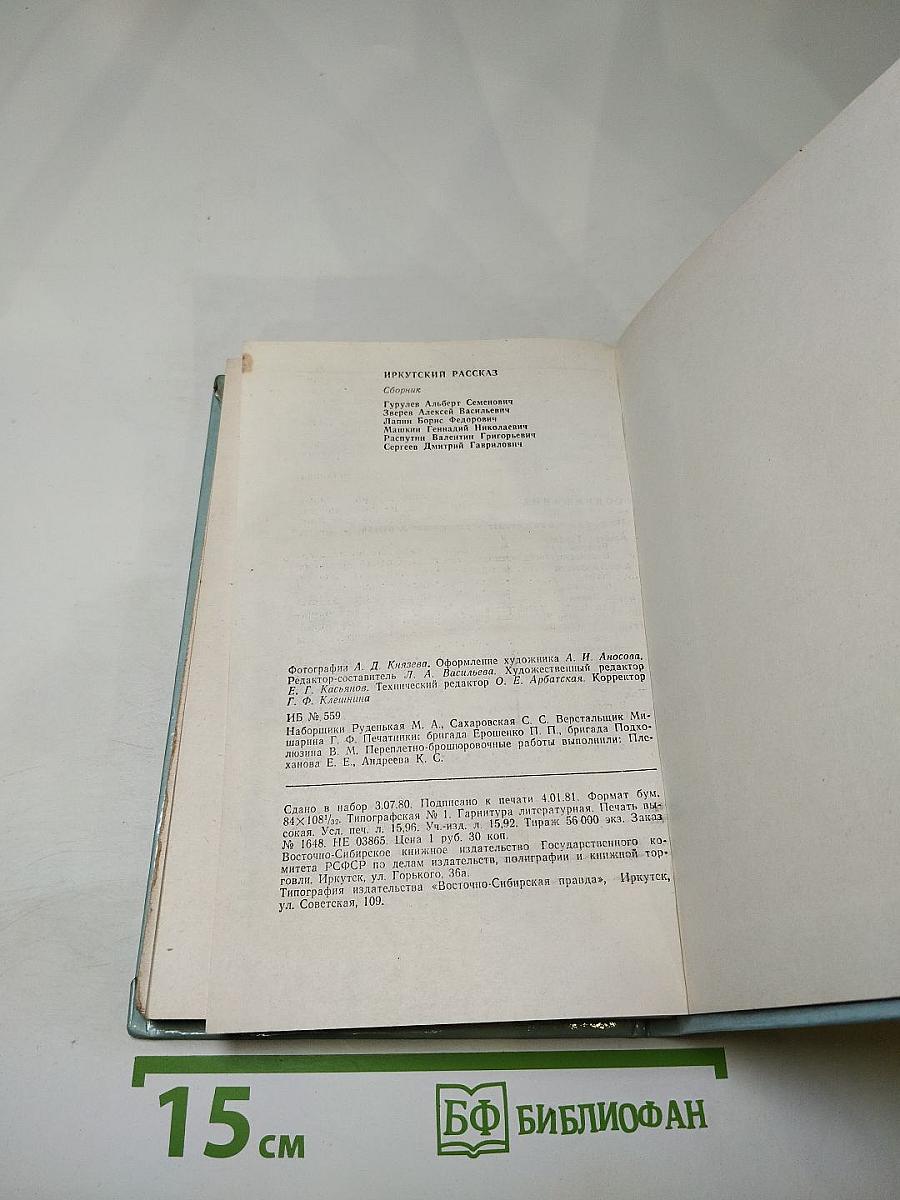 ИРКУТСКИЙ РАССКАЗ
Сборник
Гурулев Альберт Семенович
Зверев Алексей Васильевич
Лапин Борис Федорович
Машкин Геннадий Николаевич
Распутин Валентин Григорьевич
Сергеев Дмитрий Гаврилович
Фотографии А. Д. Князева. Оформление художника А. И. Аносова.
Редактор-составитель Л. А. Васильева. Художественный редактор
Е. Г. Касьянов. Технический редактор О. Е. Арбатская. Корректор
Г. Ф. Клешнина
ИБ № 559
Наборщики Руденькая М. А., Сахаровская С. С. Верстальщик Ми-
шарина Г. Ф. Печатники: бригада Ерошенко П. П., бригада Подхо-
люзина В. М. Переплетно-брошюровочные работы выполнили: Пле-
ханова Е. Е., Андреева К. С.
Сдано в набор 3.07.80. Подписано к печати 4.01.81. Формат бум.
84×108¹/₃₂. Типографская № 1. Гарнитура литературная. Печать вы-
сокая. Усл. печ. л. 15,96. Уч.-изд. л. 15,92. Тираж 56 000 экз. Заказ
№ 1648. НЕ 03865. Цена 1 руб. 30 коп.
Восточно-Сибирское книжное издательство Государственного ко-
митета РСФСР по делам издательств, полиграфии и книжной тор-
говли. Иркутск, ул. Горького, 36а.
Типография издательства «Восточно-Сибирская правда», Иркутск,
ул. Советская, 109.
15 см
БФ БИБЛИОФАН